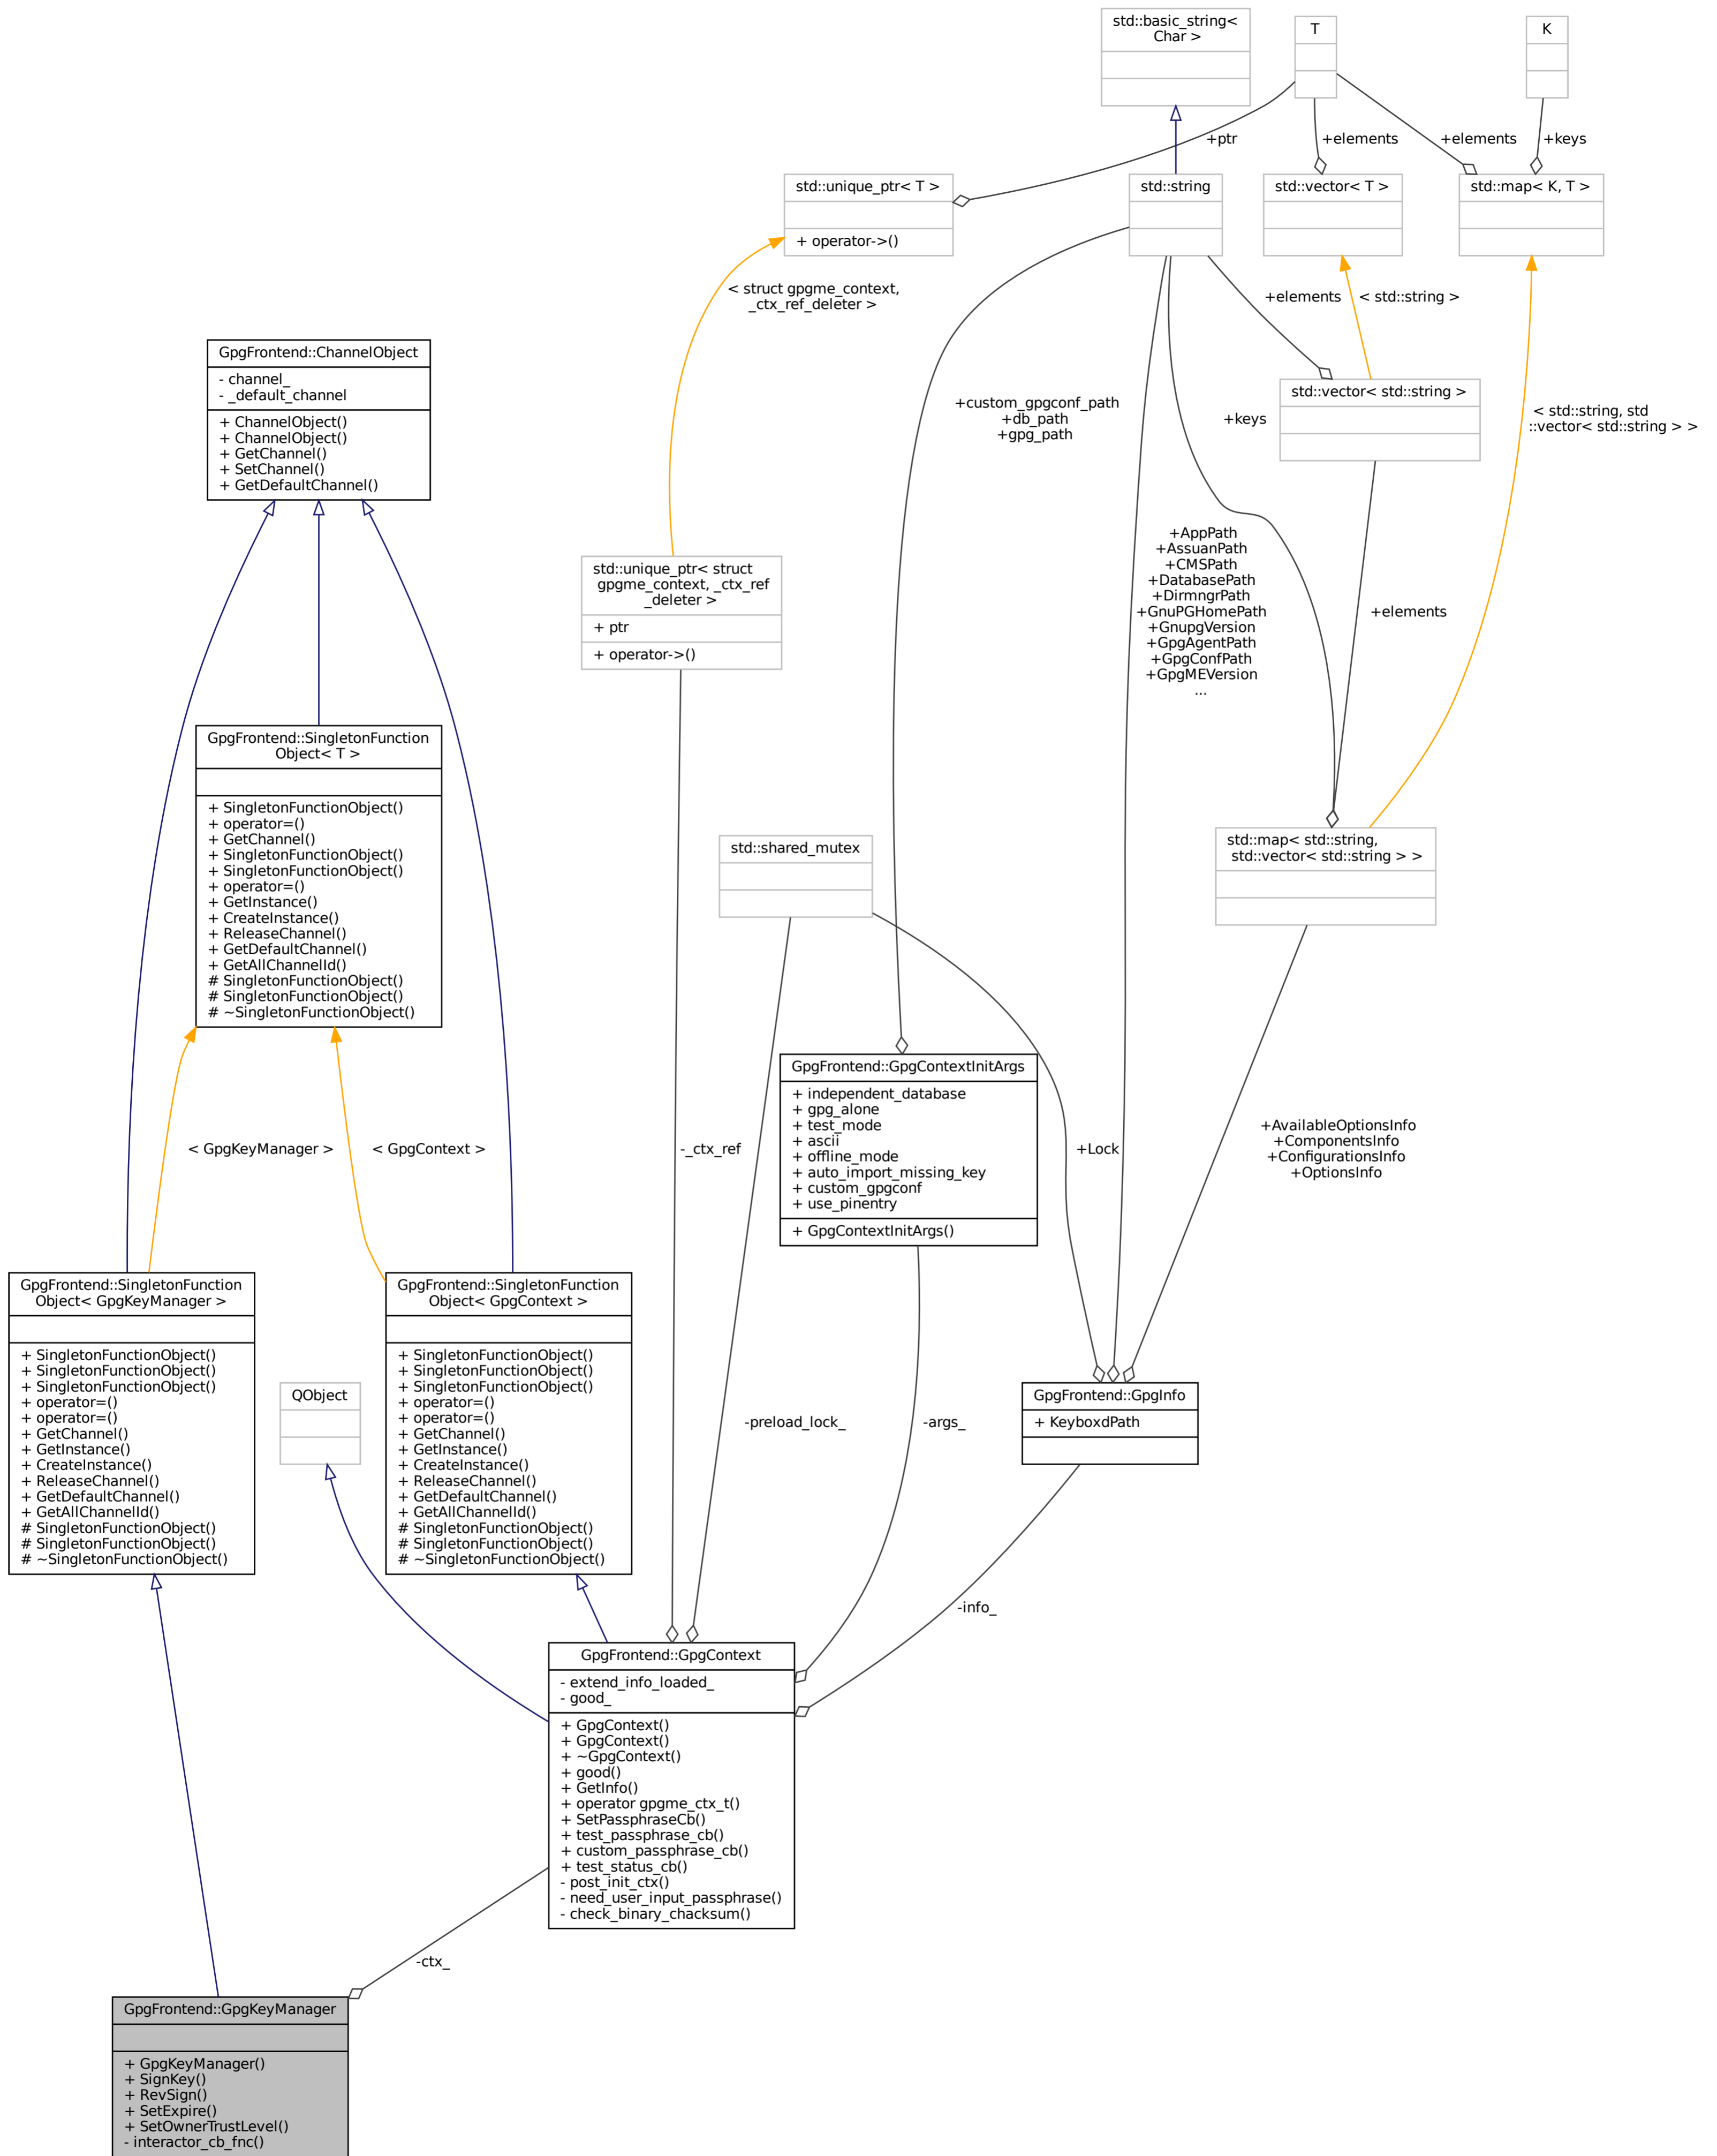 std::basic_string<
Char >
T
K
+ptr
+elements
+elements
+keys
std::unique_ptr< T >
+ operator->()
std::string
std::vector< T >
std::map< K, T >
< struct gpgme_context,
_ctx_ref_deleter >
+elements
< std::string >
GpgFrontend::ChannelObject
- channel_
- _default_channel
+ ChannelObject()
+ ChannelObject()
+ GetChannel()
+ SetChannel()
+ GetDefaultChannel()
+custom_gpgconf_path
+db_path
+gpg_path
+keys
std::vector< std::string >
< std::string, std
::vector< std::string > >
std::unique_ptr< struct
gpgme_context, _ctx_ref
_deleter >
+ ptr
+ operator->()
+AppPath
+AssuanPath
+CMSPath
+DatabasePath
+DirmngrPath
+GnuPGHomePath
+GnupgVersion
+GpgAgentPath
+GpgConfPath
+GpgMEVersion
...
+elements
GpgFrontend::SingletonFunction
Object< T >
+ SingletonFunctionObject()
+ operator=()
+ GetChannel()
+ SingletonFunctionObject()
+ SingletonFunctionObject()
+ operator=()
+ GetInstance()
+ CreateInstance()
+ ReleaseChannel()
+ GetDefaultChannel()
+ GetAllChannelId()
# SingletonFunctionObject()
# SingletonFunctionObject()
# ~SingletonFunctionObject()
std::shared_mutex
std::map< std::string,
std::vector< std::string > >
GpgFrontend::GpgContextInitArgs
+ independent_database
+ gpg_alone
+ test_mode
+ ascii
+ offline_mode
+ auto_import_missing_key
+ custom_gpgconf
+ use_pinentry
+ GpgContextInitArgs()
< GpgKeyManager >
< GpgContext >
-_ctx_ref
+Lock
+AvailableOptionsInfo
+ComponentsInfo
+ConfigurationsInfo
+OptionsInfo
GpgFrontend::SingletonFunction
Object< GpgKeyManager >
+ SingletonFunctionObject()
+ SingletonFunctionObject()
+ SingletonFunctionObject()
+ operator=()
+ operator=()
+ GetChannel()
+ GetInstance()
+ CreateInstance()
+ ReleaseChannel()
+ GetDefaultChannel()
+ GetAllChannelId()
# SingletonFunctionObject()
# SingletonFunctionObject()
# ~SingletonFunctionObject()
QObject
GpgFrontend::SingletonFunction
Object< GpgContext >
+ SingletonFunctionObject()
+ SingletonFunctionObject()
+ SingletonFunctionObject()
+ operator=()
+ operator=()
+ GetChannel()
+ GetInstance()
+ CreateInstance()
+ ReleaseChannel()
+ GetDefaultChannel()
+ GetAllChannelId()
# SingletonFunctionObject()
# SingletonFunctionObject()
# ~SingletonFunctionObject()
-preload_lock_
-args_
GpgFrontend::GpgInfo
+ KeyboxdPath
-info_
GpgFrontend::GpgContext
- extend_info_loaded_
- good_
+ GpgContext()
+ GpgContext()
+ ~GpgContext()
+ good()
+ GetInfo()
+ operator gpgme_ctx_t()
+ SetPassphraseCb()
+ test_passphrase_cb()
+ custom_passphrase_cb()
+ test_status_cb()
- post_init_ctx()
- need_user_input_passphrase()
- check_binary_chacksum()
-ctx_
GpgFrontend::GpgKeyManager
+ GpgKeyManager()
+ SignKey()
+ RevSign()
+ SetExpire()
+ SetOwnerTrustLevel()
- interactor_cb_fnc()